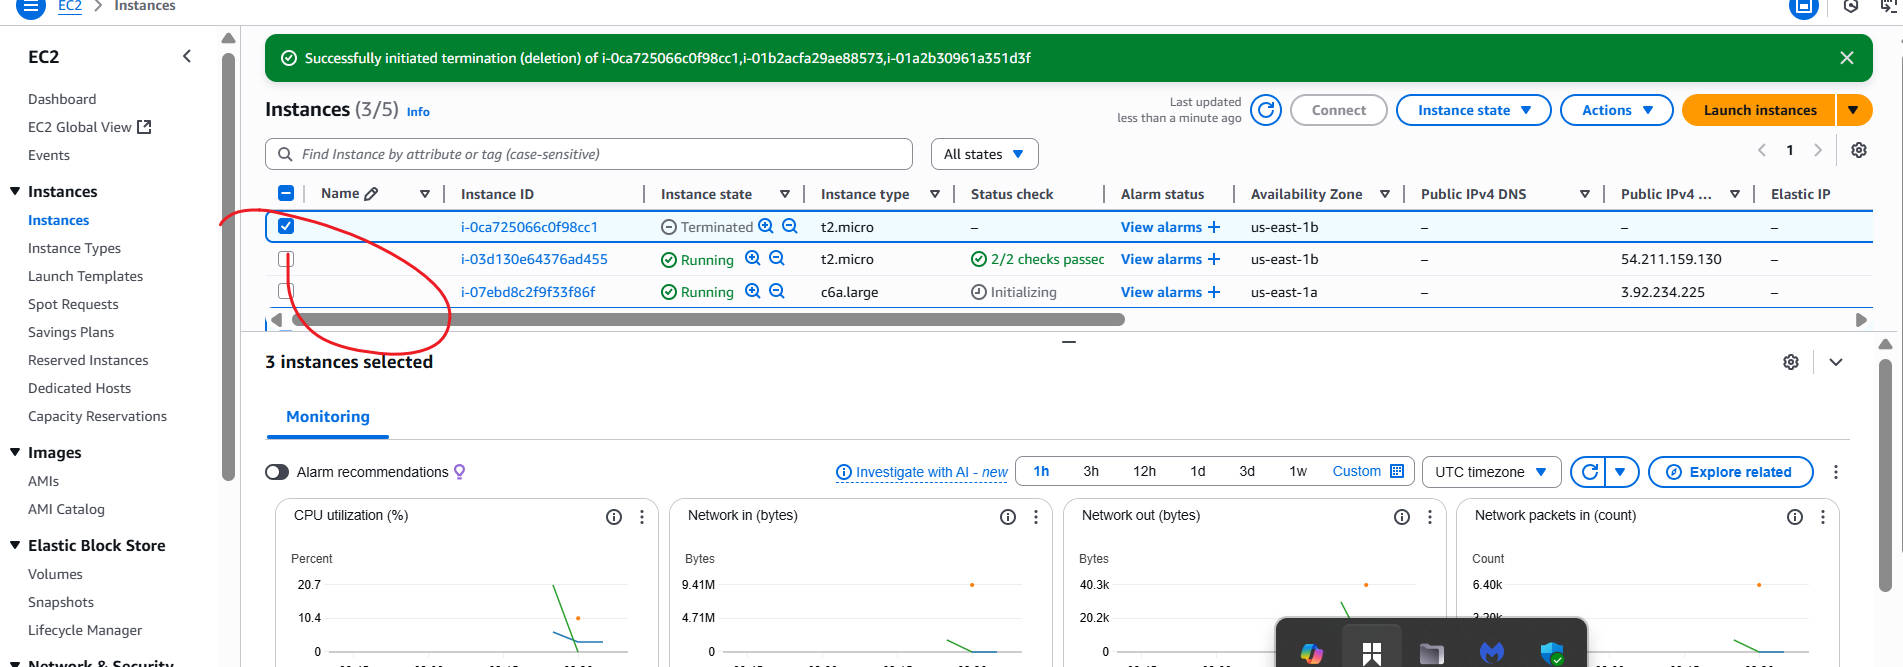 EC2 > Instances
EC2
Dashboard
EC2 Global View
Events
Instances
Instances
Instance Types
Launch Templates
Spot Requests
Savings Plans
Reserved Instances
Dedicated Hosts
Capacity Reservations
Images
AMIs
AMI Catalog
Elastic Block Store
Volumes
Snapshots
Lifecycle Manager
Network & Security
Successfully initiated termination (deletion) of i-0ca725066c0f98cc1,i-01b2acfa29ae88573,i-01a2b30961a351d3f
Instances (3/5) Info
Last updated
less than a minute ago
Connect
Instance state
Actions
Launch instances
Find Instance by attribute or tag (case-sensitive)
All states
1
Name Instance ID Instance state Instance type Status check Alarm status Availability Zone Public IPv4 DNS Public IPv4 ... Elastic IP
i-0ca725066c0f98cc1 Terminated t2.micro – View alarms + us-east-1b – – –
i-03d130e64376ad455 Running t2.micro 2/2 checks passec View alarms + us-east-1b – 54.211.159.130 –
i-07ebd8c2f9f33f86f Running c6a.large Initializing View alarms + us-east-1a – 3.92.234.225 –
3 instances selected
Monitoring
Alarm recommendations
Investigate with AI - new
1h 3h 12h 1d 3d 1w Custom
UTC timezone
Explore related
CPU utilization (%)
Percent
20.7
10.4
0
Network in (bytes)
Bytes
9.41M
4.71M
0
Network out (bytes)
Bytes
40.3k
20.2k
0
Network packets in (count)
Count
6.40k